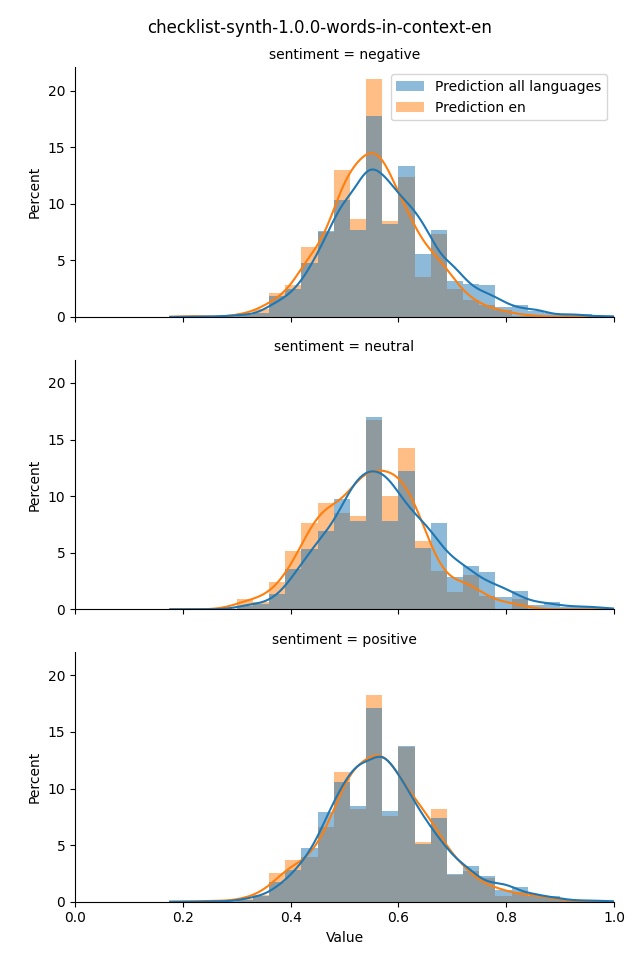 checklist-synth-1.0.0-words-in-context-en
sentiment = negative
Prediction all languages
Prediction en
20
15
10
5
0
Percent
sentiment = neutral
20
15
10
5
0
Percent
sentiment = positive
20
15
10
5
0
Percent
0.0 0.2 0.4 0.6 0.8 1.0
Value